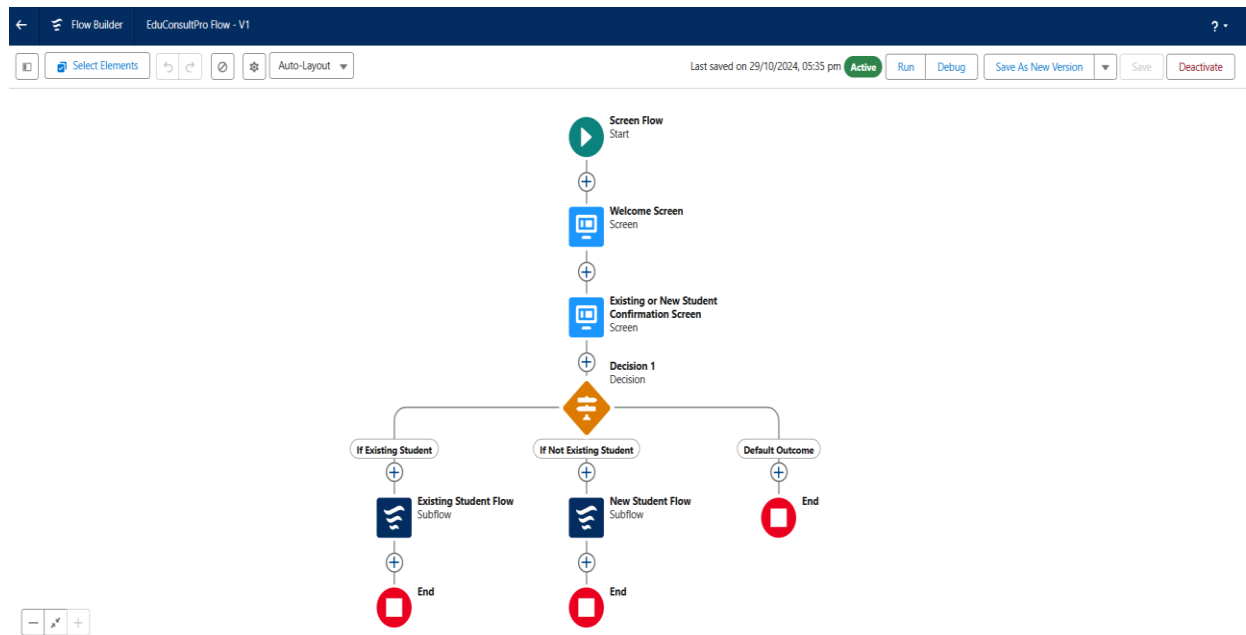 Flow Builder
EduConsultPro Flow - V1
?
Select Elements
Auto-Layout
Last saved on 29/10/2024, 05:35 pm
Active
Run
Debug
Save As New Version
Save
Deactivate
Screen Flow
Start
Welcome Screen
Screen
Existing or New Student
Confirmation Screen
Screen
Decision 1
Decision
If Existing Student
If Not Existing Student
Default Outcome
Existing Student Flow
Subflow
New Student Flow
Subflow
End
End
End